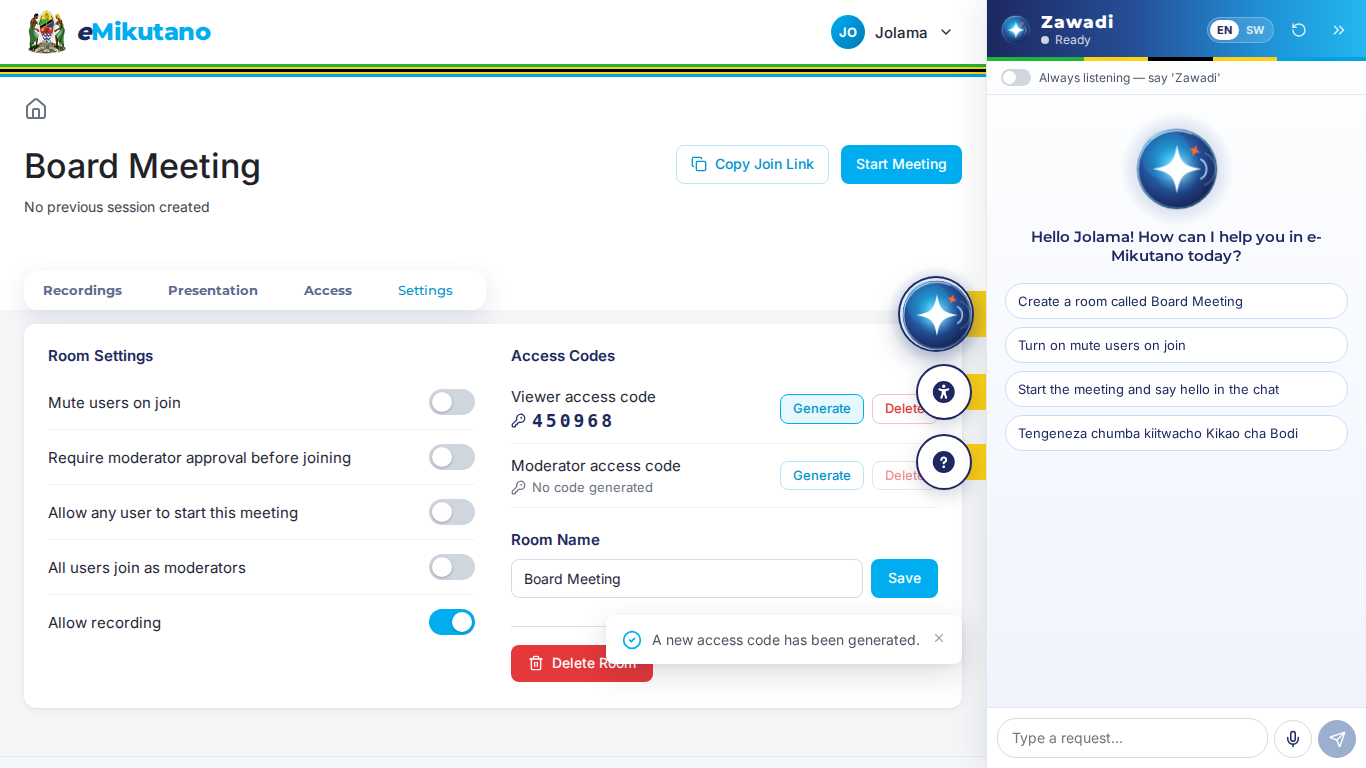 eMikutano
JO
Jolama
Board Meeting
No previous session created
Copy Join Link
Start Meeting
Recordings
Presentation
Access
Settings
Room Settings
Mute users on join
Require moderator approval before joining
Allow any user to start this meeting
All users join as moderators
Allow recording
Access Codes
Viewer access code
450968
Generate
Delete
Moderator access code
No code generated
Generate
Delete
Room Name
Board Meeting
Save
A new access code has been generated.
Delete Room
Zawadi
Ready
EN
SW
Always listening — say 'Zawadi'
Hello Jolama! How can I help you in e-
Mikutano today?
Create a room called Board Meeting
Turn on mute users on join
Start the meeting and say hello in the chat
Tengeneza chumba kiitwacho Kikao cha Bodi
Type a request...